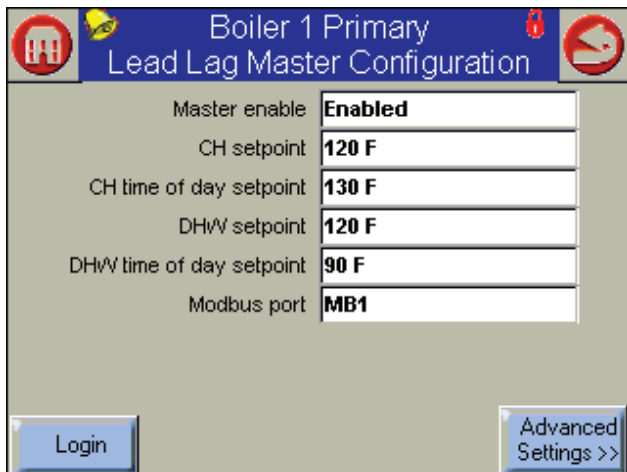 Boiler 1 Primary
Lead Lag Master Configuration
Master enable Enabled
CH setpoint 120 F
CH time of day setpoint 130 F
DHW setpoint 120 F
DHW time of day setpoint 90 F
Modbus port MB1
Login
Advanced
Settings >>